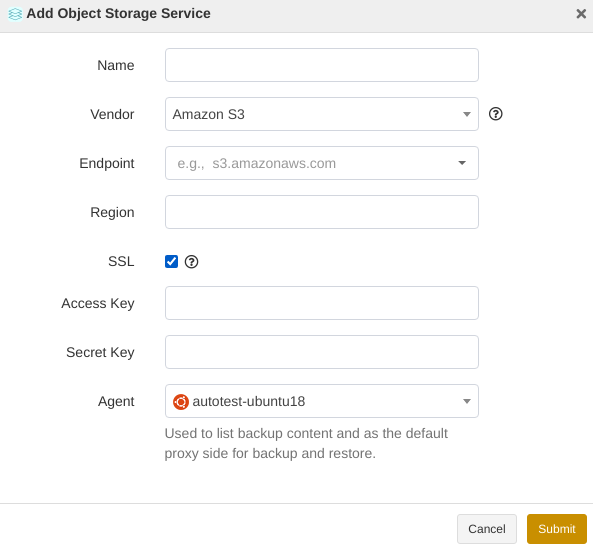 Add Object Storage Service
Name
Vendor
Amazon S3
Endpoint
e.g., s3.amazonaws.com
Region
SSL
Access Key
Secret Key
Agent
autotest-ubuntu18
Used to list backup content and as the default
proxy side for backup and restore.
Cancel
Submit